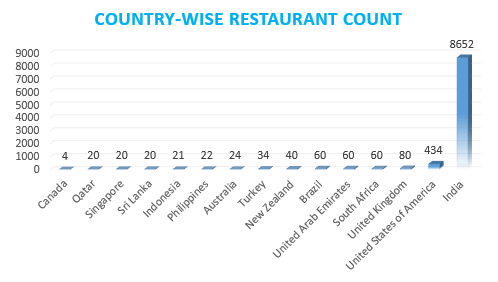 COUNTRY-WISE RESTAURANT COUNT
9000
8000
7000
6000
5000
4000
3000
2000
1000
0
4
20
20
20
21
22
24
34
40
60
60
60
80
434
8652
Canada
Qatar
Singapore
Sri Lanka
Indonesia
Philippines
Australia
Turkey
New Zealand
Brazil
United Arab Emirates
South Africa
United Kingdom
United States of America
India